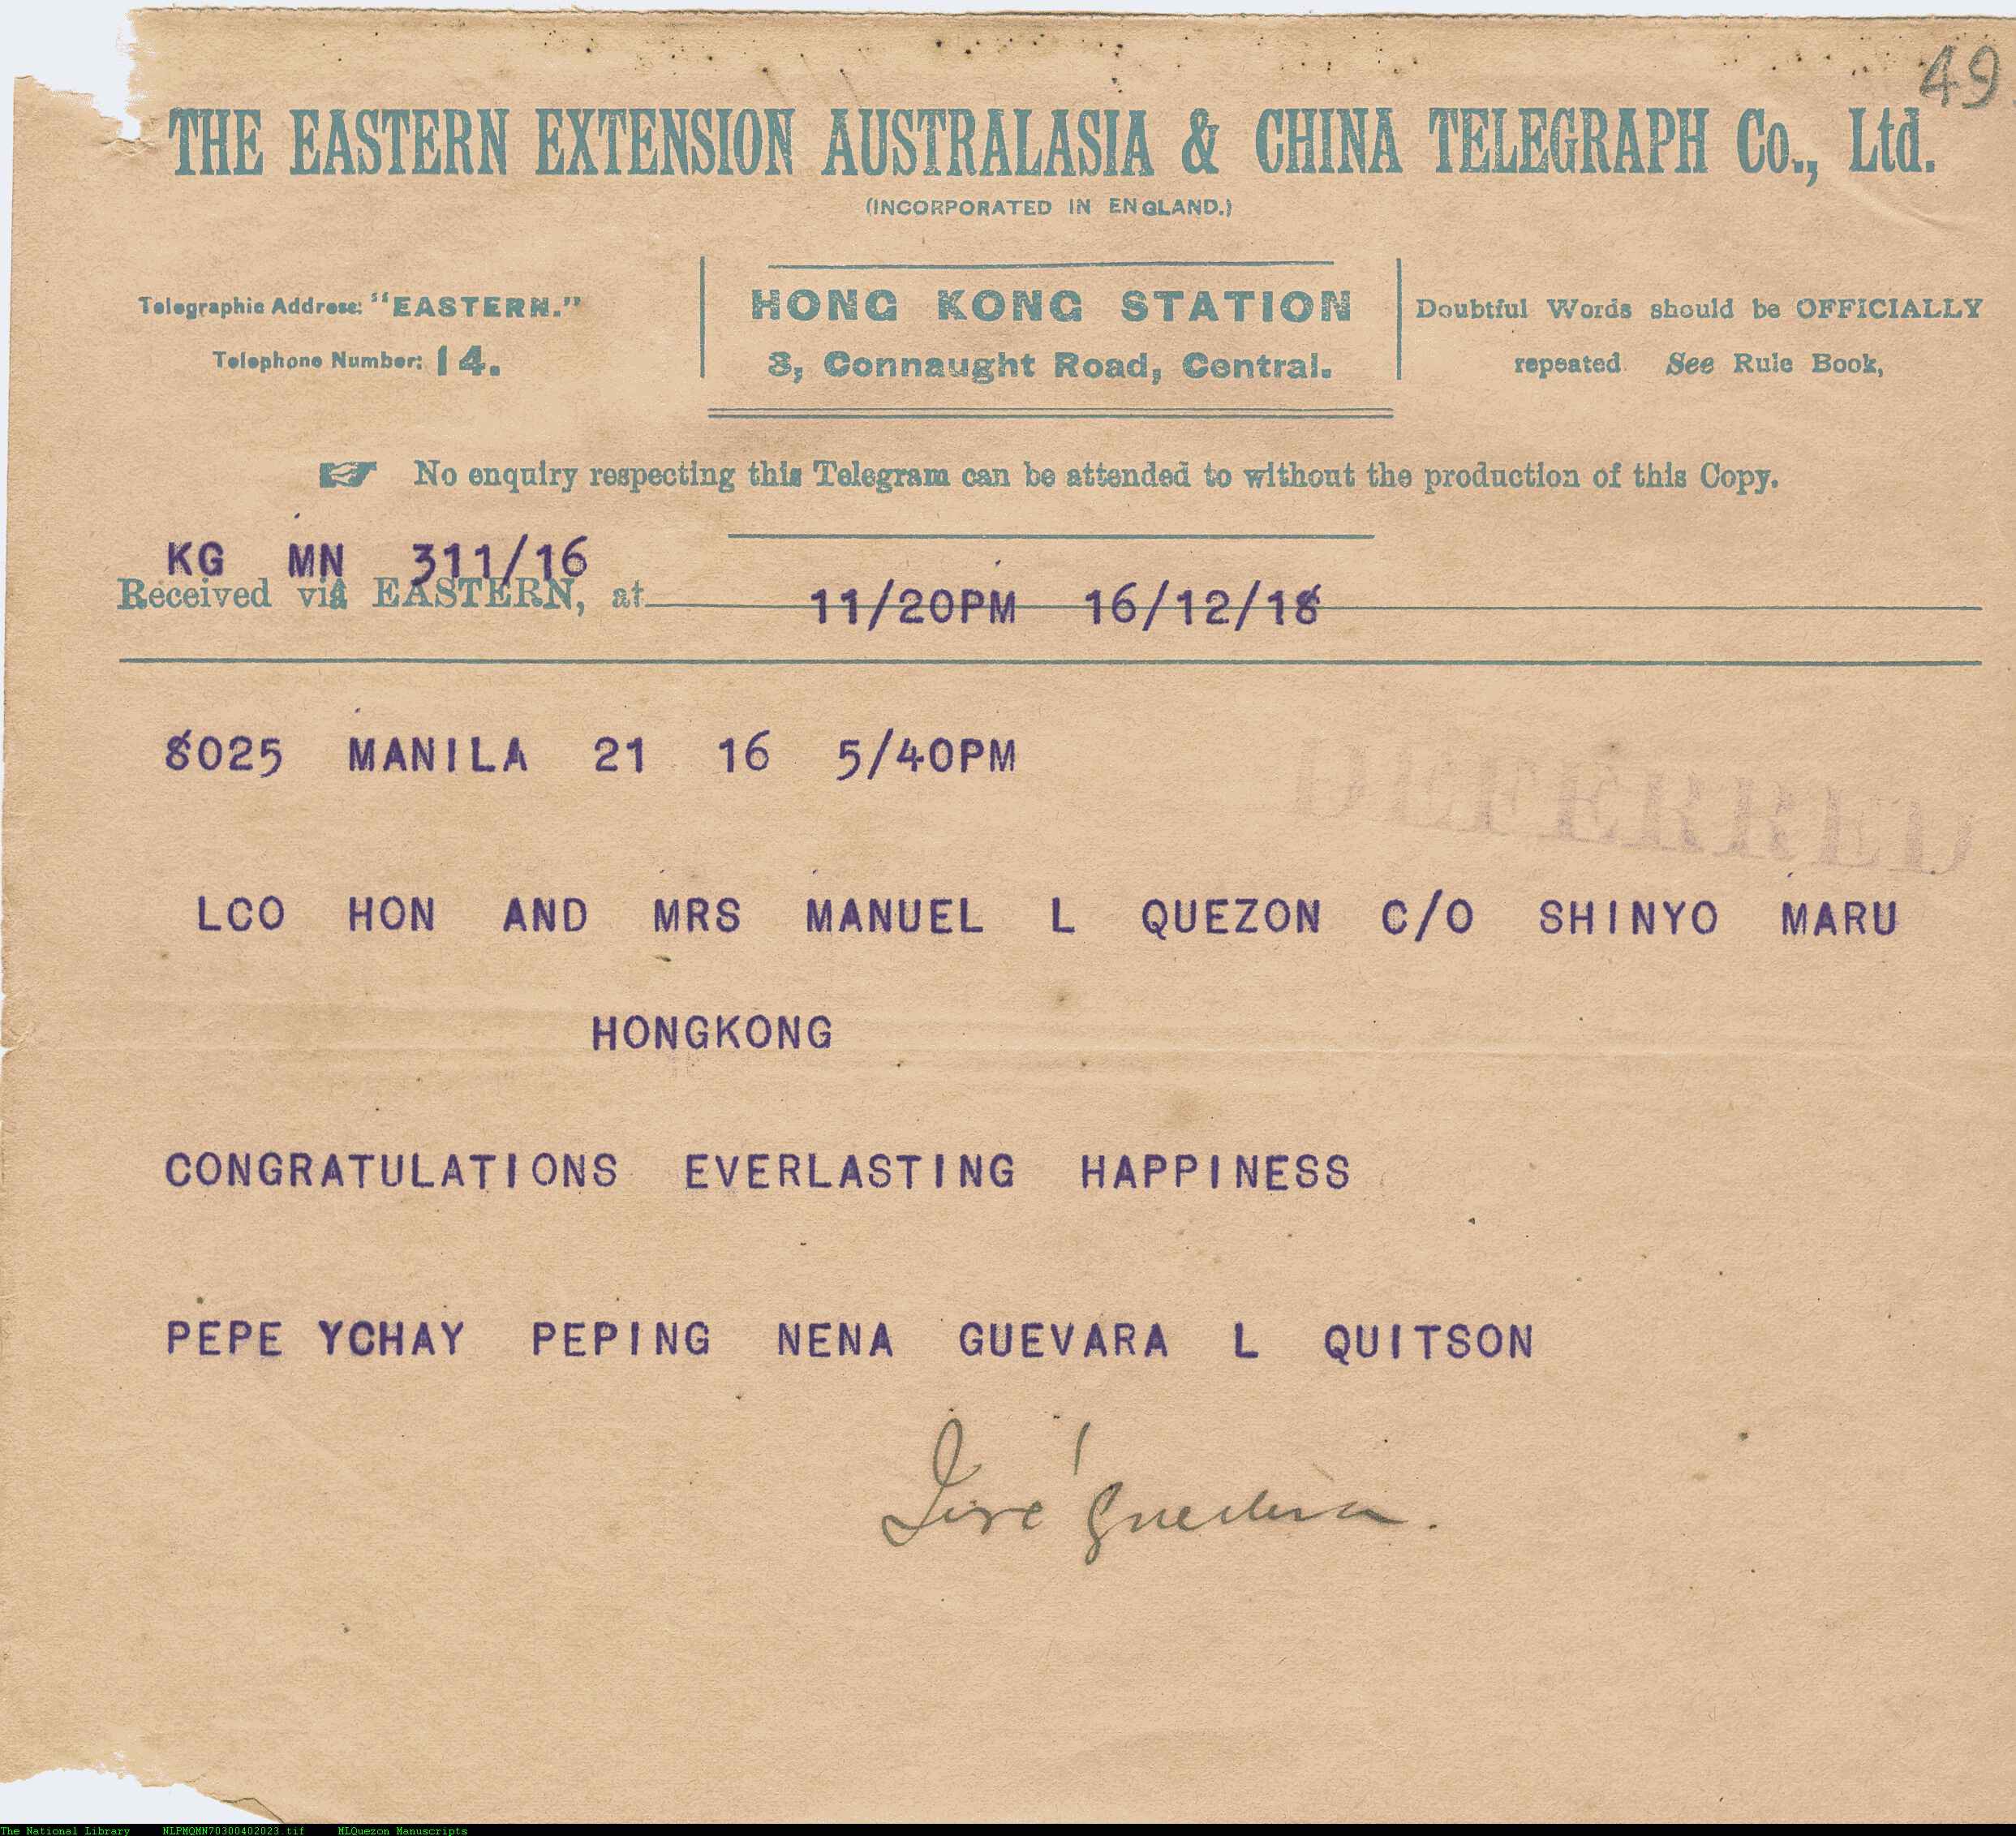 49
THE EASTERN EXTENSION AUSTRALASIA & CHINA TELEGRAPH Co., Ltd.
(INCORPORATED IN ENGLAND.)
Telegraphic Address: "EASTERN."
Telephone Number: 14.
HONG KONG STATION
3, Connaught Road, Central.
Doubtful Words should be OFFICIALLY
repeated. See Rule Book,
No enquiry respecting this Telegram can be attended to without the production of this Copy.
KG MN 311/16
Received viâ EASTERN, at 11/20PM 16/12/18
8025 MANILA 21 16 5/40PM
LCO HON AND MRS MANUEL L QUEZON C/O SHINYO MARU
HONGKONG
CONGRATULATIONS EVERLASTING HAPPINESS
PEPE YCHAY PEPING NENA GUEVARA L QUITSON
José
The National Library NLPMQMN70300402023.tif MLQuezon Manuscripts